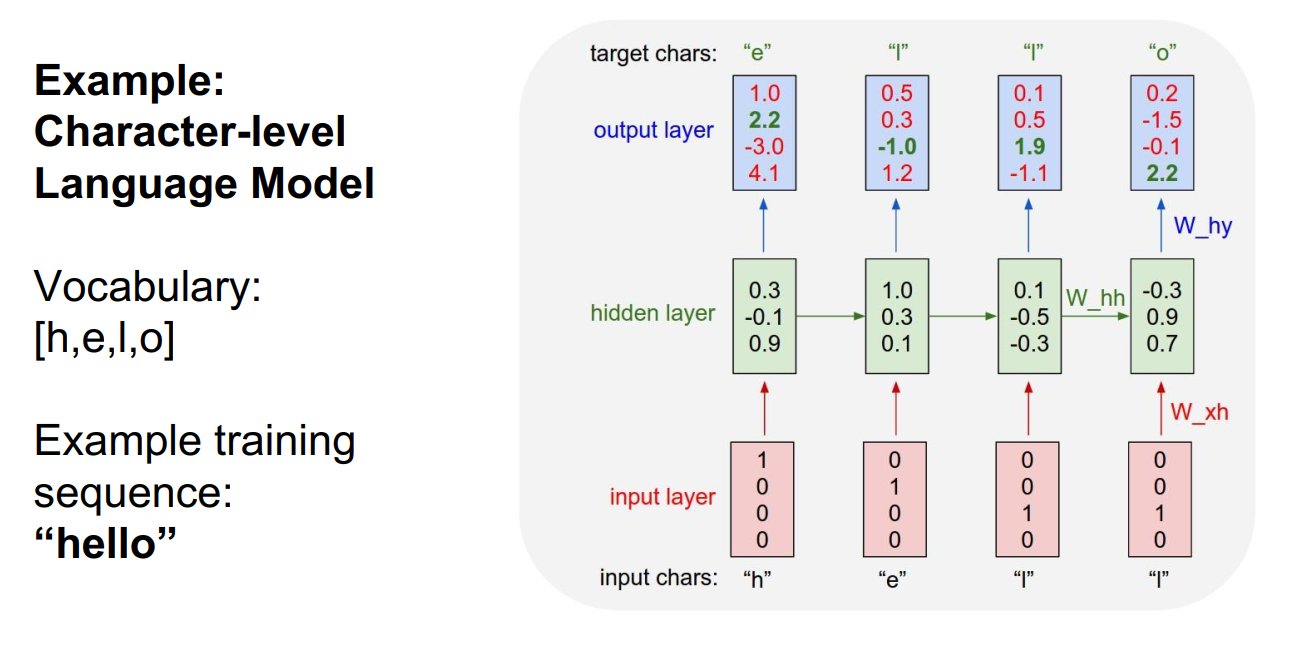 Example:
Character-level
Language Model
Vocabulary:
[h,e,l,o]
Example training
sequence:
“hello”
target chars: “e” “l” “l” “o”
output layer
1.0 0.5 0.1 0.2
2.2 0.3 0.5 -1.5
-3.0 -1.0 1.9 -0.1
4.1 1.2 -1.1 2.2
W_hy
hidden layer
0.3 1.0 0.1 -0.3
-0.1 0.3 -0.5 0.9
0.9 0.1 -0.3 0.7
W_hh
W_xh
input layer
1 0 0 0
0 1 0 0
0 0 1 1
0 0 0 0
input chars: “h” “e” “l” “l”